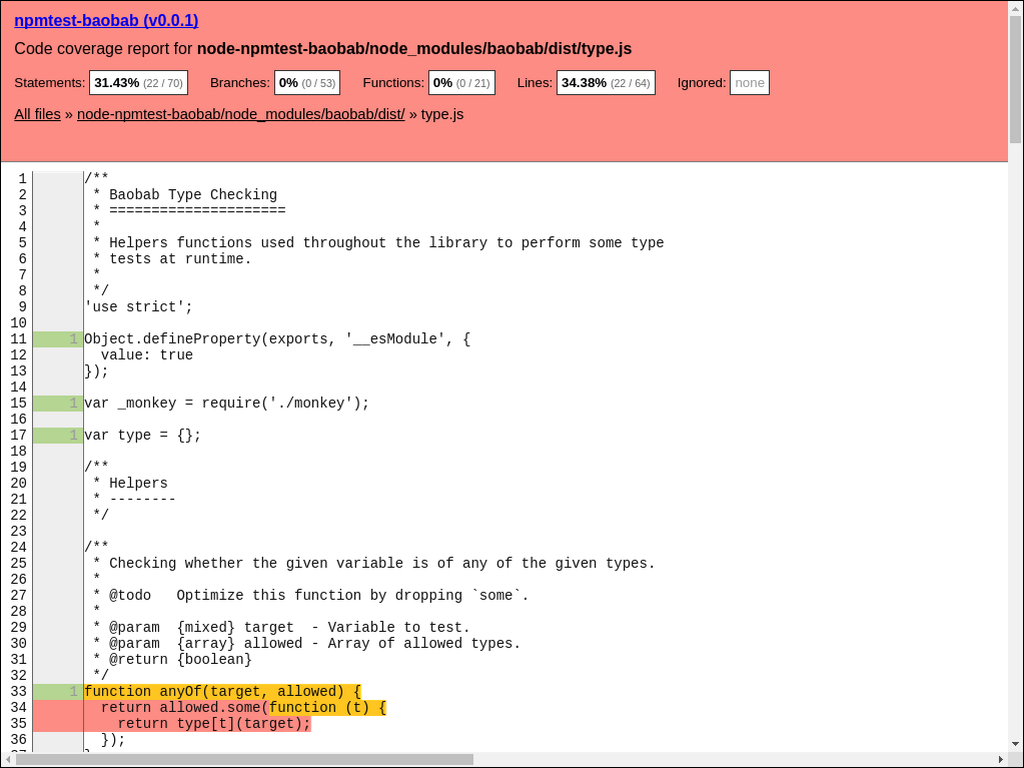 npmtest-baobab (v0.0.1)
Code coverage report for node-npmtest-baobab/node_modules/baobab/dist/type.js
Statements: 31.43% (22 / 70) Branches: 0% (0 / 53) Functions: 0% (0 / 21) Lines: 34.38% (22 / 64) Ignored: none
All files » node-npmtest-baobab/node_modules/baobab/dist/ » type.js
1 /**
2  * Baobab Type Checking
3  * =====================
4  *
5  * Helpers functions used throughout the library to perform some type
6  * tests at runtime.
7  *
8  */
9 'use strict';
10
11 1 Object.defineProperty(exports, '__esModule', {
12   value: true
13 });
14
15 1 var _monkey = require('./monkey');
16
17 1 var type = {};
18
19 /**
20  * Helpers
21  * --------
22  */
23
24 /**
25  * Checking whether the given variable is of any of the given types.
26  *
27  * @todo   Optimize this function by dropping `some`.
28  *
29  * @param  {mixed} target  - Variable to test.
30  * @param  {array} allowed - Array of allowed types.
31  * @return {boolean}
32  */
33 1 function anyOf(target, allowed) {
34   return allowed.some(function (t) {
35     return type[t](target);
36   });